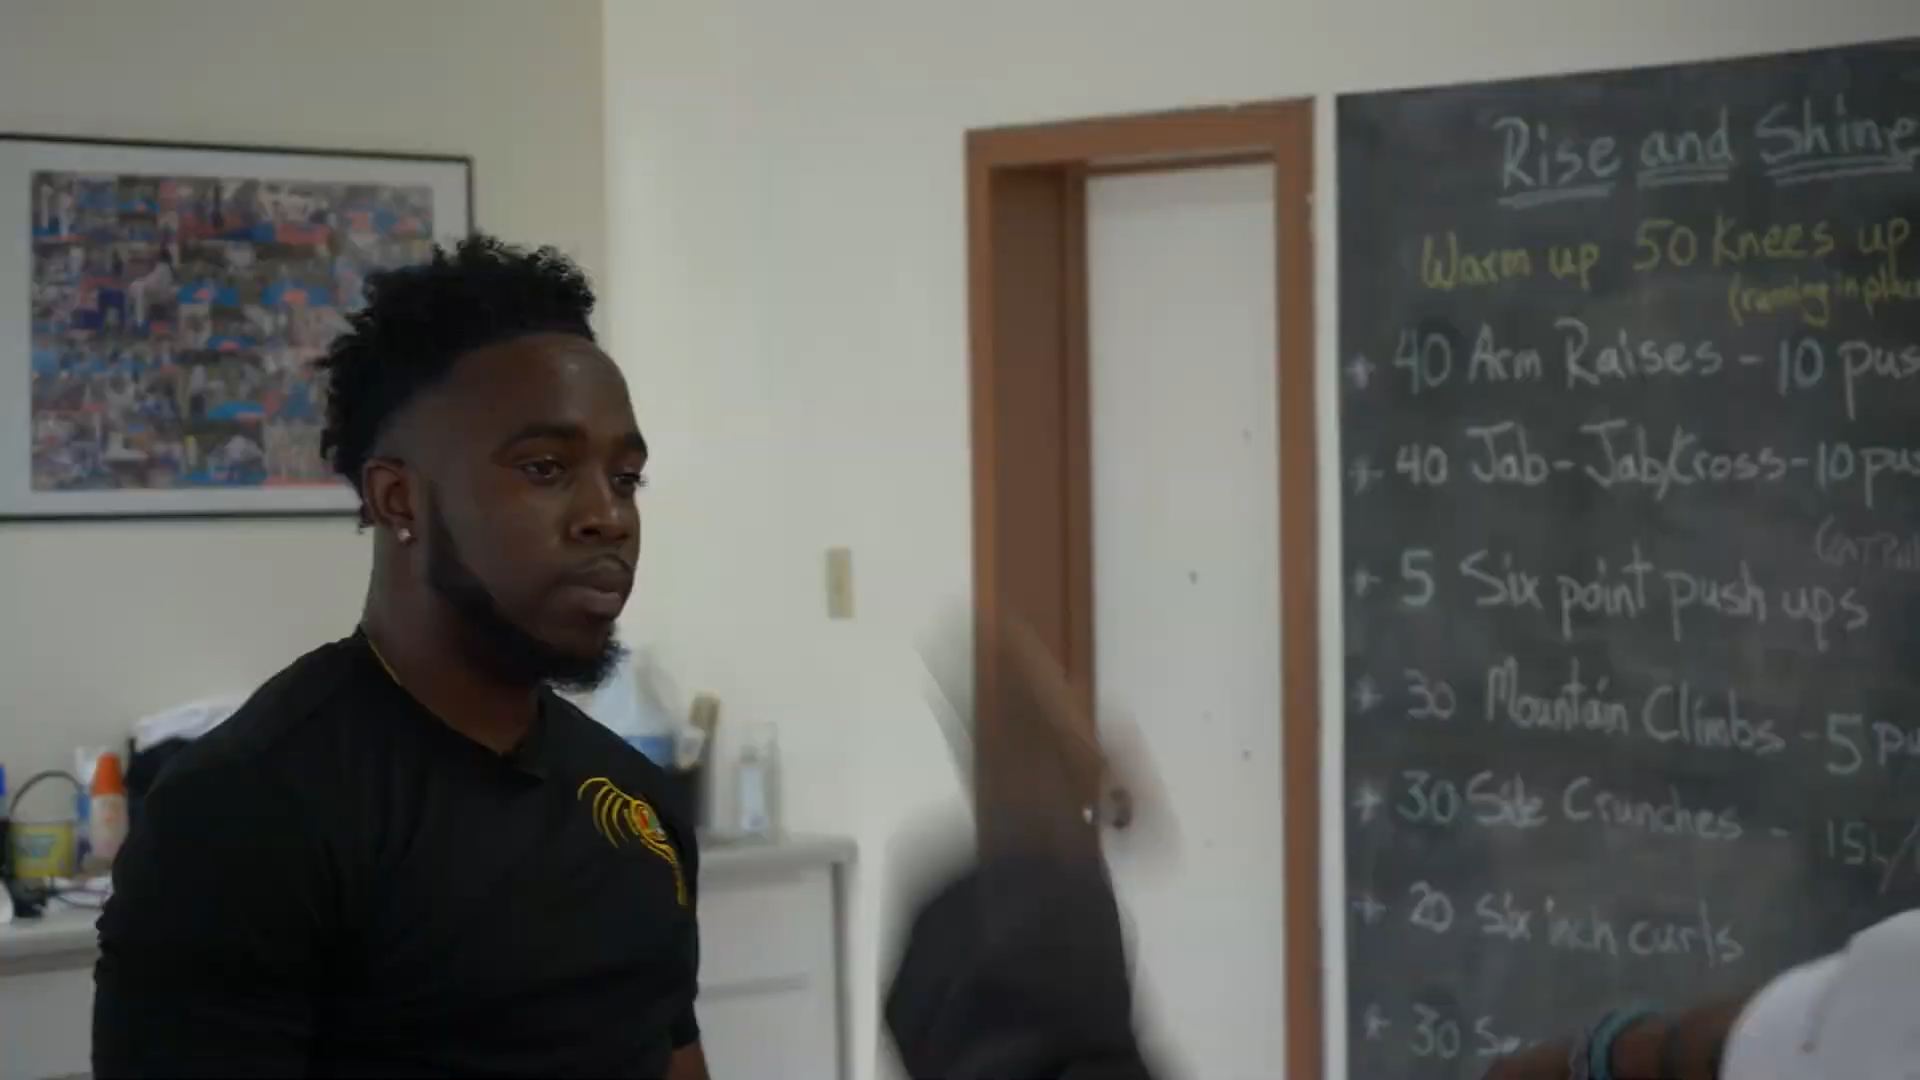 Rise and Shine
Warm up 50 Knees up
(running in place
* 40 Arm Raises - 10 pus
* 40 Jab-Jab/Cross-10 pus
* 5 Six point push ups
* 30 Mountain Climbs - 5 pu
* 30 Side Crunches - 15L/
* 20 Six inch curls
* 30